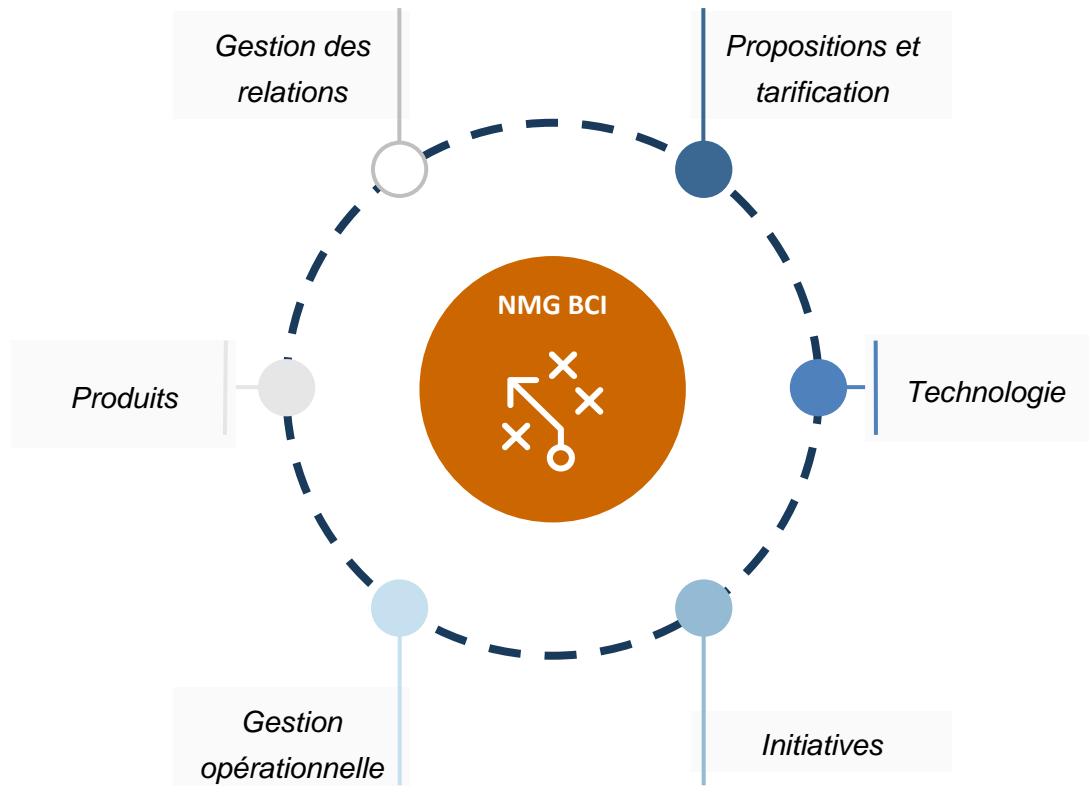 Gestion des
relations
Propositions et
tarification
NMG BCI
Produits
Technologie
Gestion
opérationnelle
Initiatives